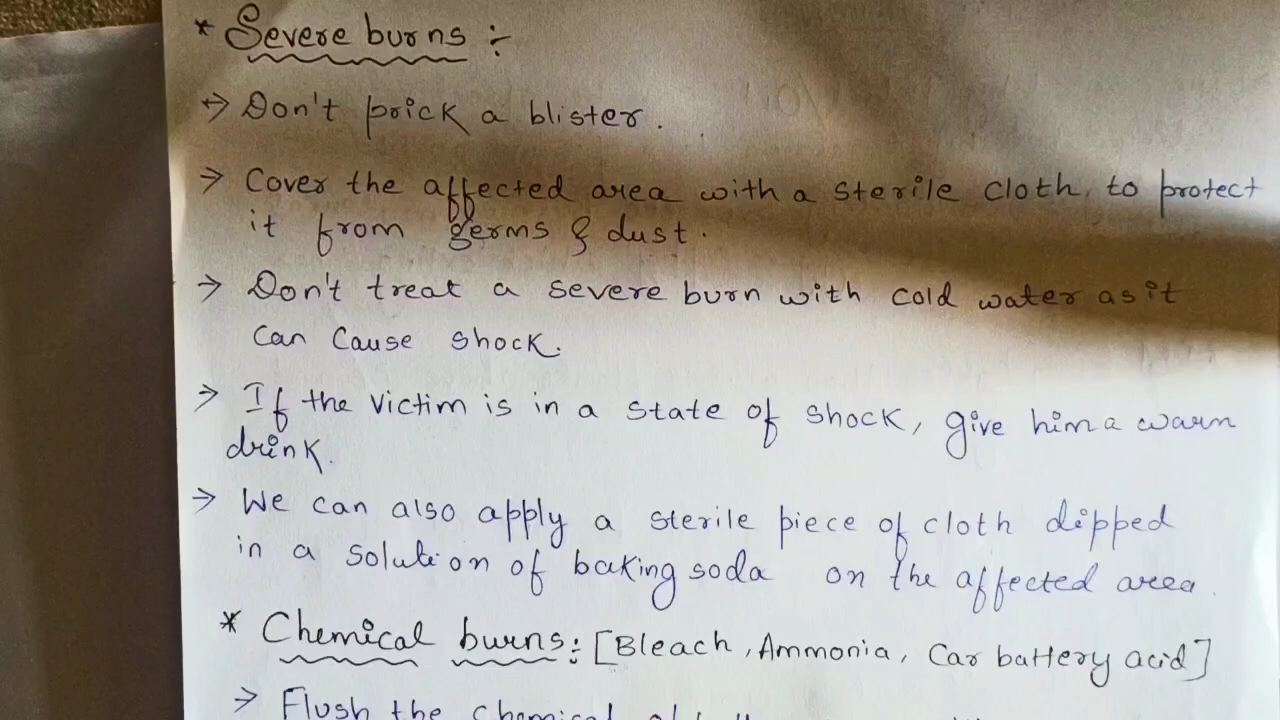 * Severe burns :-
→ Don't prick a blister.
→ Cover the affected area with a sterile cloth, to protect
it from germs & dust.
→ Don't treat a severe burn with cold water as it
can cause shock.
→ If the victim is in a state of shock, give him a warm
drink.
→ We can also apply a sterile piece of cloth dipped
in a solution of baking soda on the affected area.
* Chemical burns: [Bleach, Ammonia, Car battery acid]
→ Flush the chemical